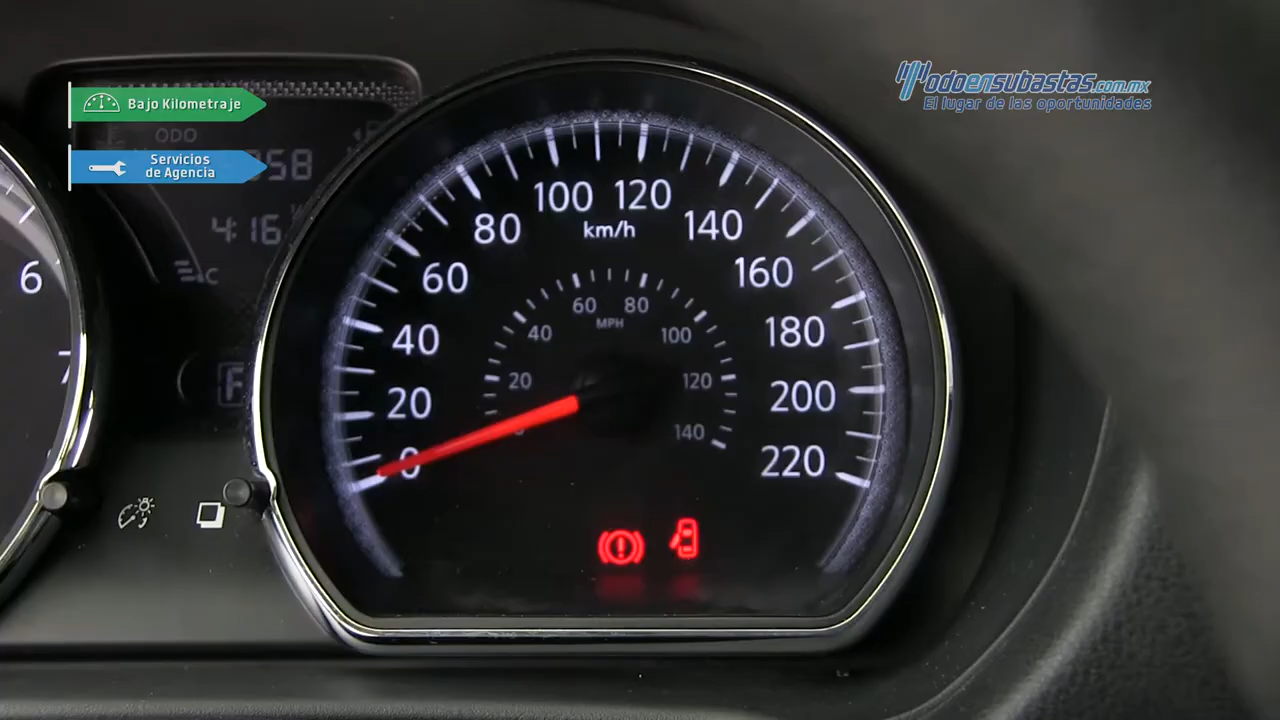 Bajo Kilometraje
TodoenSubastas.com.mx
El lugar de las oportunidades
ODO
Servicios
de Agencia
58
4:16
C
F
6
7
0
20
40
60
80
100
120
140
160
180
200
220
km/h
20
40
60
80
100
120
140
MPH